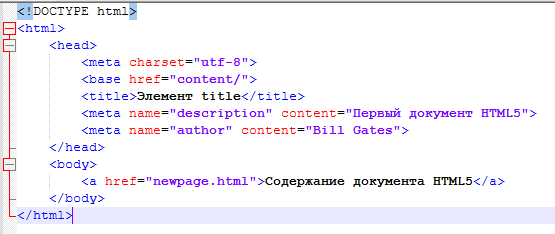 <!DOCTYPE html>
<html>
<head>
<meta charset="utf-8">
<base href="content/">
<title>Элемент title</title>
<meta name="description" content="Первый документ HTML5">
<meta name="author" content="Bill Gates">
</head>
<body>
<a href="newpage.html">Содержание документа HTML5</a>
</body>
</html>